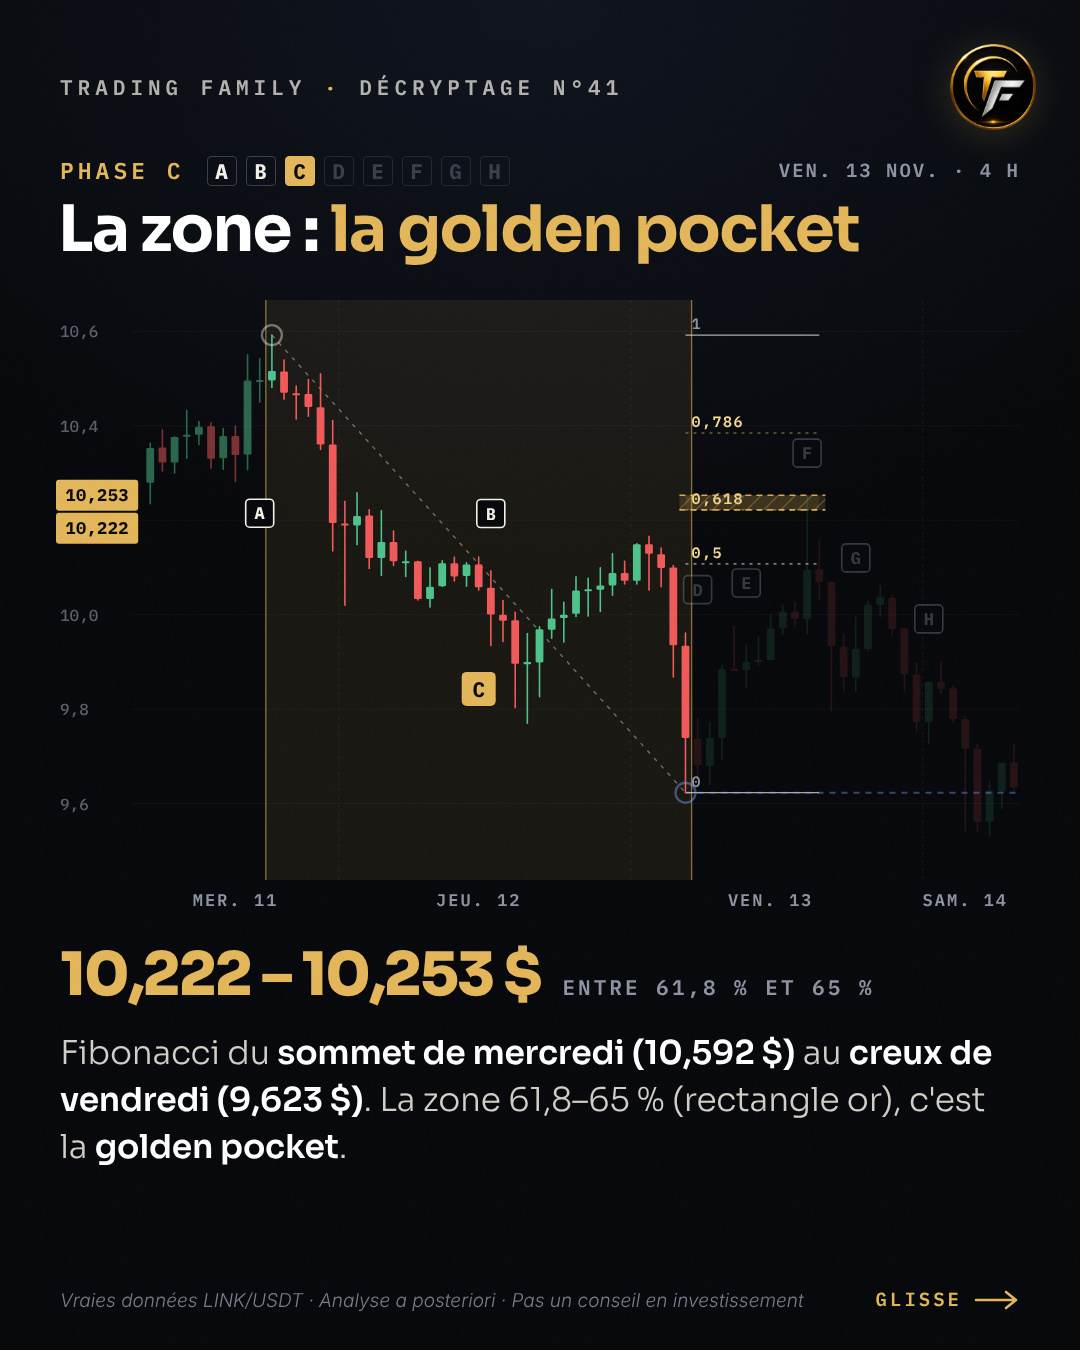 TRADING FAMILY · DÉCRYPTAGE N°41
TF
PHASE C A B C D E F G H
VEN. 13 NOV. · 4 H
La zone : la golden pocket
10,6
10,4
10,253
10,222
10,0
9,8
9,6
A
B
C
1
0,786
F
0,618
0,5
G
D
E
H
0
MER. 11
JEU. 12
VEN. 13
SAM. 14
10,222 – 10,253 $ ENTRE 61,8 % ET 65 %
Fibonacci du sommet de mercredi (10,592 $) au creux de
vendredi (9,623 $). La zone 61,8–65 % (rectangle or), c'est
la golden pocket.
Vraies données LINK/USDT · Analyse a posteriori · Pas un conseil en investissement
GLISSE →